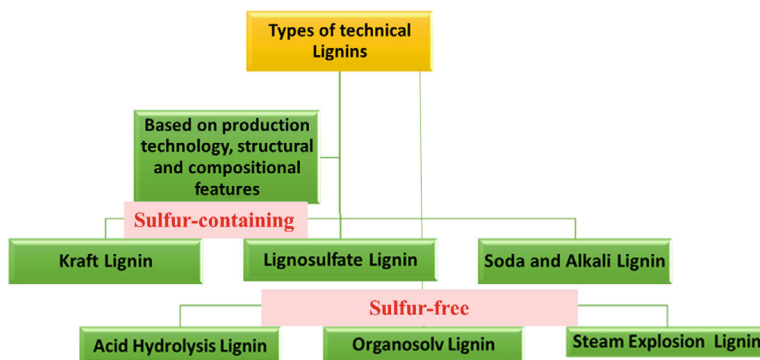 Types of technical
Lignins
Based on production
technology, structural
and compositional
features
Sulfur-containing
Kraft Lignin
Lignosulfate Lignin
Soda and Alkali Lignin
Sulfur-free
Acid Hydrolysis Lignin
Organosolv Lignin
Steam Explosion Lignin